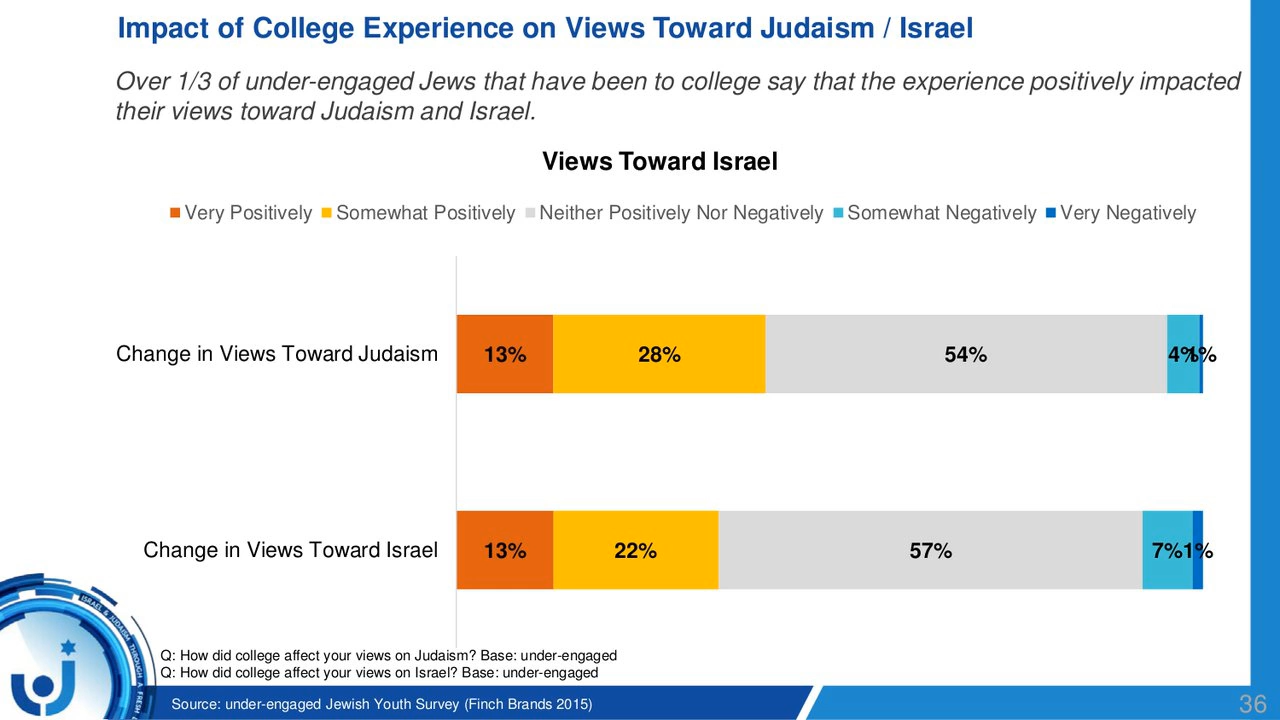 Impact of College Experience on Views Toward Judaism / Israel
Over 1/3 of under-engaged Jews that have been to college say that the experience positively impacted
their views toward Judaism and Israel.
Views Toward Israel
Very Positively Somewhat Positively Neither Positively Nor Negatively Somewhat Negatively Very Negatively
Change in Views Toward Judaism 13% 28% 54% 4% 1%
Change in Views Toward Israel 13% 22% 57% 7% 1%
ISRAEL & JUDAISM THROUGH A FRESH
Q: How did college affect your views on Judaism? Base: under-engaged
Q: How did college affect your views on Israel? Base: under-engaged
Source: under-engaged Jewish Youth Survey (Finch Brands 2015)
36